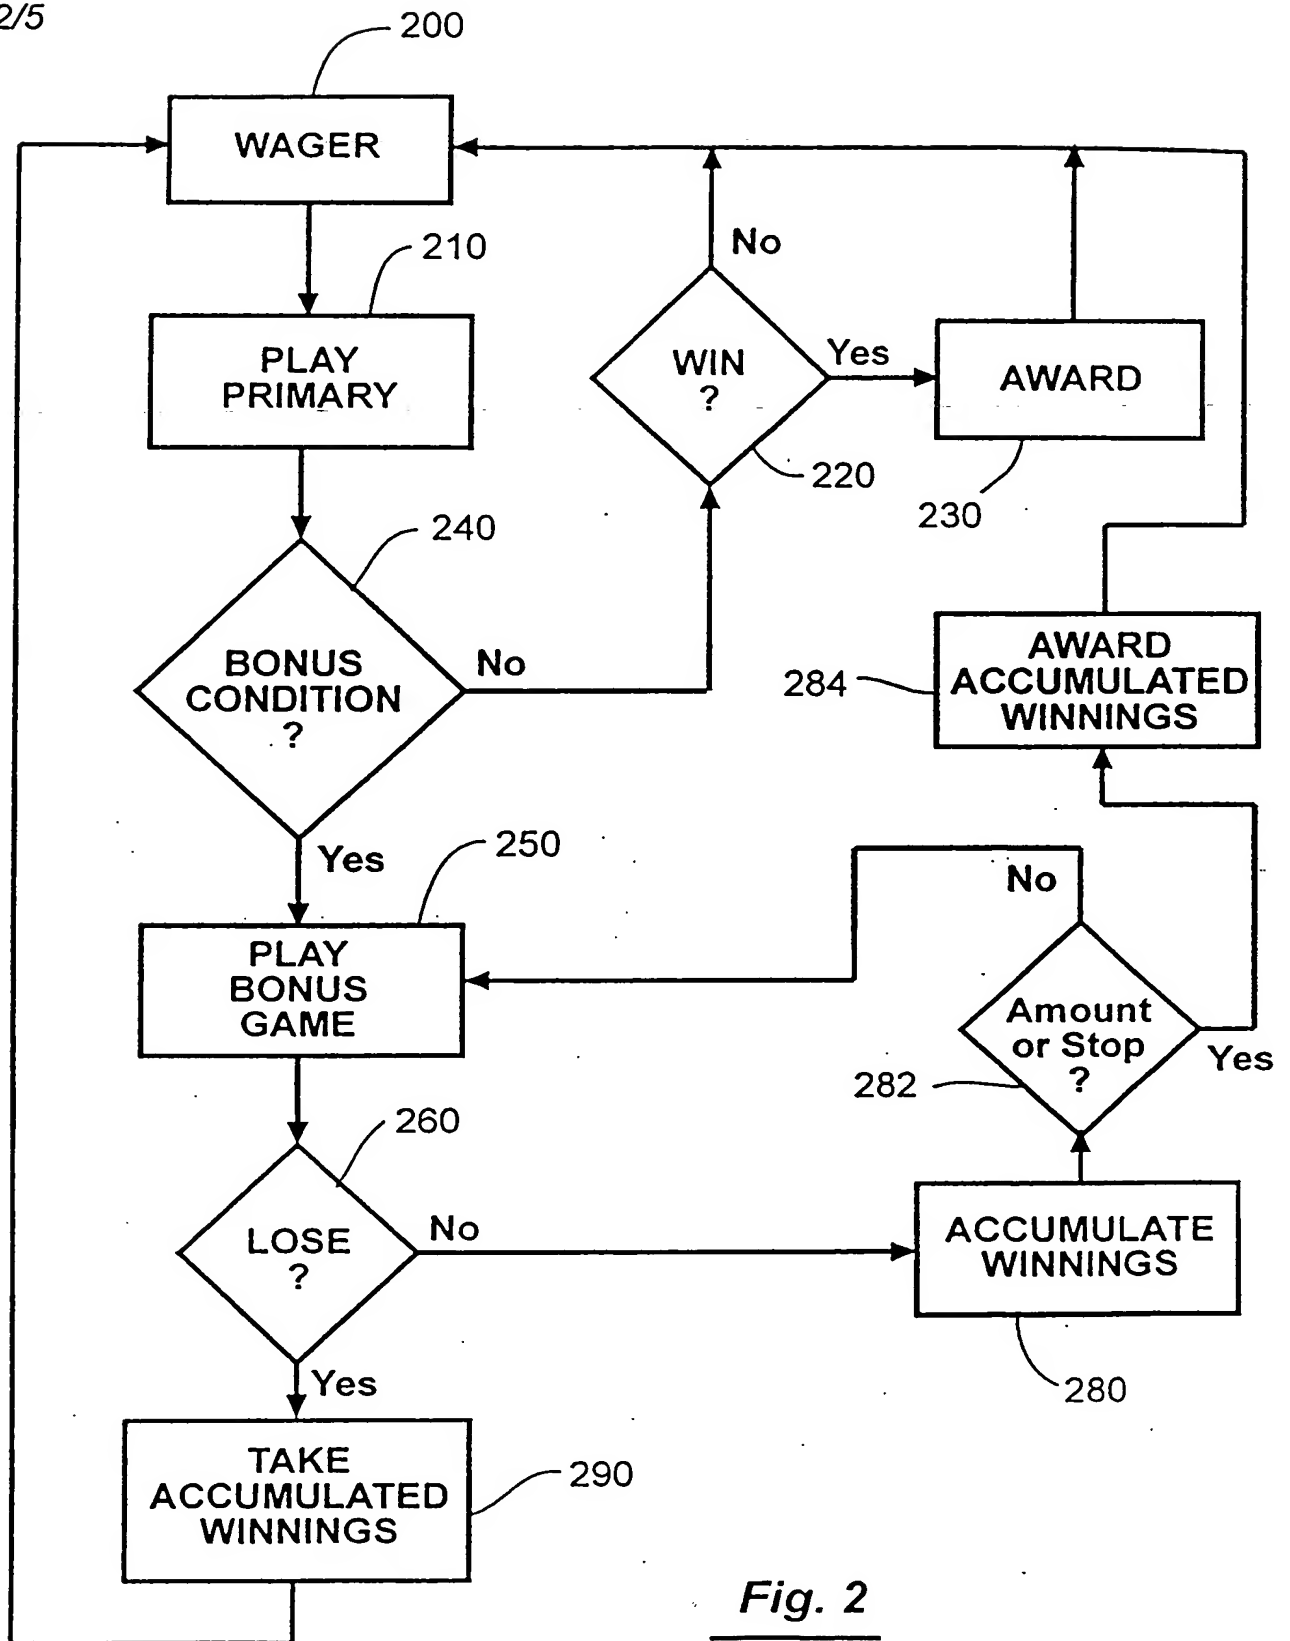 2/5
200
WAGER
210
No
PLAY
PRIMARY
WIN
?
Yes
AWARD
220
230
240
BONUS
CONDITION
?
No
AWARD
ACCUMULATED
WINNINGS
284
Yes
250
No
PLAY
BONUS
GAME
Amount
or Stop
?
Yes
282
260
LOSE
?
No
ACCUMULATE
WINNINGS
280
Yes
TAKE
ACCUMULATED
WINNINGS
290
Fig. 2